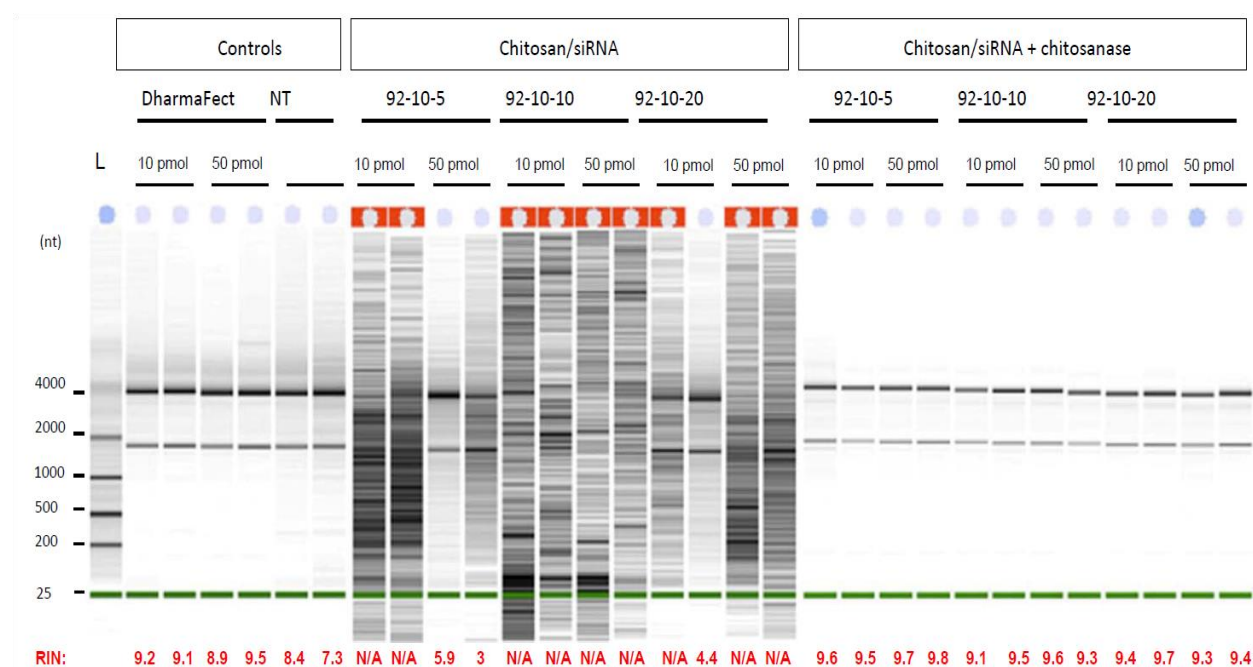 Controls Chitosan/siRNA Chitosan/siRNA + chitosanase
DharmaFect NT 92-10-5 92-10-10 92-10-20 92-10-5 92-10-10 92-10-20
L 10 pmol 50 pmol 10 pmol 50 pmol 10 pmol 50 pmol 10 pmol 50 pmol 10 pmol 50 pmol 10 pmol 50 pmol 10 pmol 50 pmol
(nt)
4000
2000
1000
500
200
25
RIN: 9.2 9.1 8.9 9.5 8.4 7.3 N/A N/A 5.9 3 N/A N/A N/A N/A N/A 4.4 N/A N/A 9.6 9.5 9.7 9.8 9.1 9.5 9.6 9.3 9.4 9.7 9.3 9.4